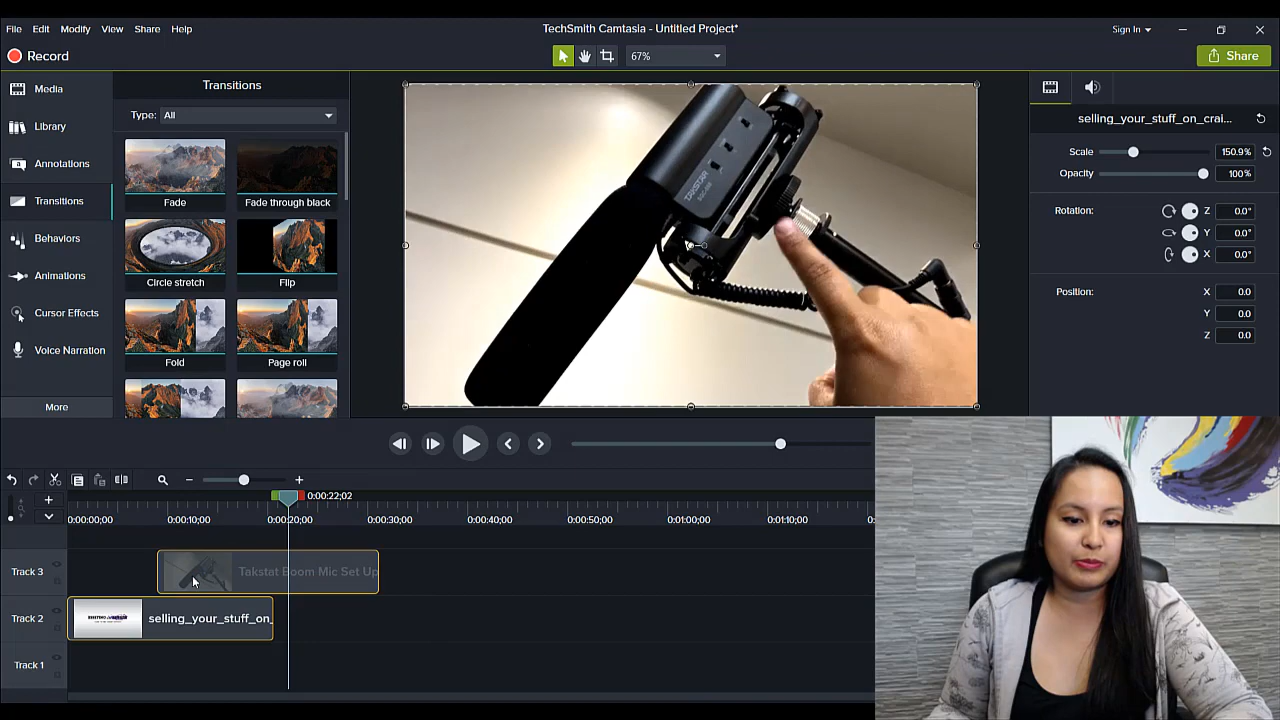 TechSmith Camtasia - Untitled Project*
File Edit Modify View Share Help
Sign In
Record
67%
Share
Media
Library
Annotations
Transitions
Behaviors
Animations
Cursor Effects
Voice Narration
More
Transitions
Type: All
Fade Fade through black
Circle stretch Flip
Fold Page roll
TAKSTAR
selling_your_stuff_on_crai...
Scale 150.9%
Opacity 100%
Rotation: Z 0.0°
Y 0.0°
X 0.0°
Position: X 0.0
Y 0.0
Z 0.0
0:00:22;02
0:00:00;00 0:00:10;00 0:00:20;00 0:00:30;00 0:00:40;00 0:00:50;00 0:01:00;00 0:01:10;00
Track 3 Takstat Boom Mic Set Up
Track 2 selling_your_stuff_on_
Track 1